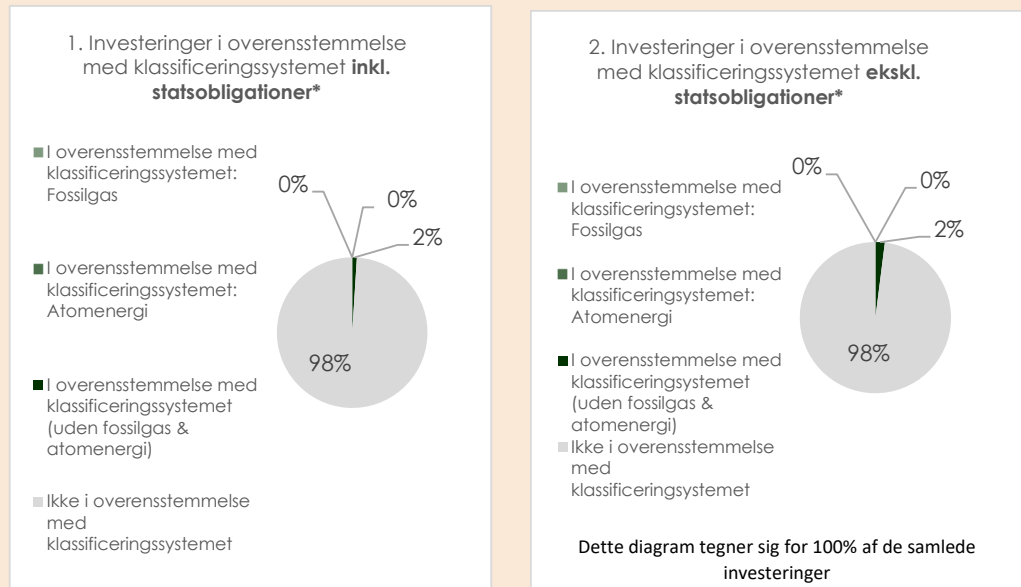 1. Investeringer i overensstemmelse
med klassificeringssystemet inkl.
statsobligationer*
I overensstemmelse med
klassificeringssystemet:
Fossilgas
I overensstemmelse med
klassificeringssystemet:
Atomenergi
I overensstemmelse med
klassificeringssystemet
(uden fossilgas &
atomenergi)
Ikke i overensstemmelse
med
klassificeringsystemet
0%
0%
2%
98%
2. Investeringer i overensstemmelse
med klassificeringssystemet ekskl.
statsobligationer*
I overensstemmelse med
klassificeringsystemet:
Fossilgas
I overensstemmelse med
klassificeringssystemet:
Atomenergi
I overensstemmelse med
klassificeringssystemet
(uden fossilgas &
atomenergi)
Ikke i overensstemmelse
med
klassificeringsystemet
0%
0%
2%
98%
Dette diagram tegner sig for 100% af de samlede
investeringer